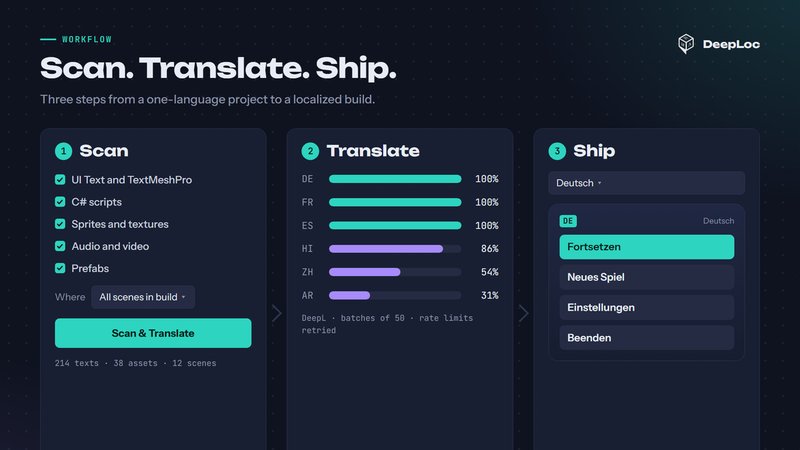 WORKFLOW
Scan. Translate. Ship.
Three steps from a one-language project to a localized build.
DeepLoc
1 Scan
UI Text and TextMeshPro
C# scripts
Sprites and textures
Audio and video
Prefabs
Where All scenes in build
Scan & Translate
214 texts · 38 assets · 12 scenes
2 Translate
DE 100%
FR 100%
ES 100%
HI 86%
ZH 54%
AR 31%
DeepL · batches of 50 · rate limits
retried
3 Ship
Deutsch
DE Deutsch
Fortsetzen
Neues Spiel
Einstellungen
Beenden